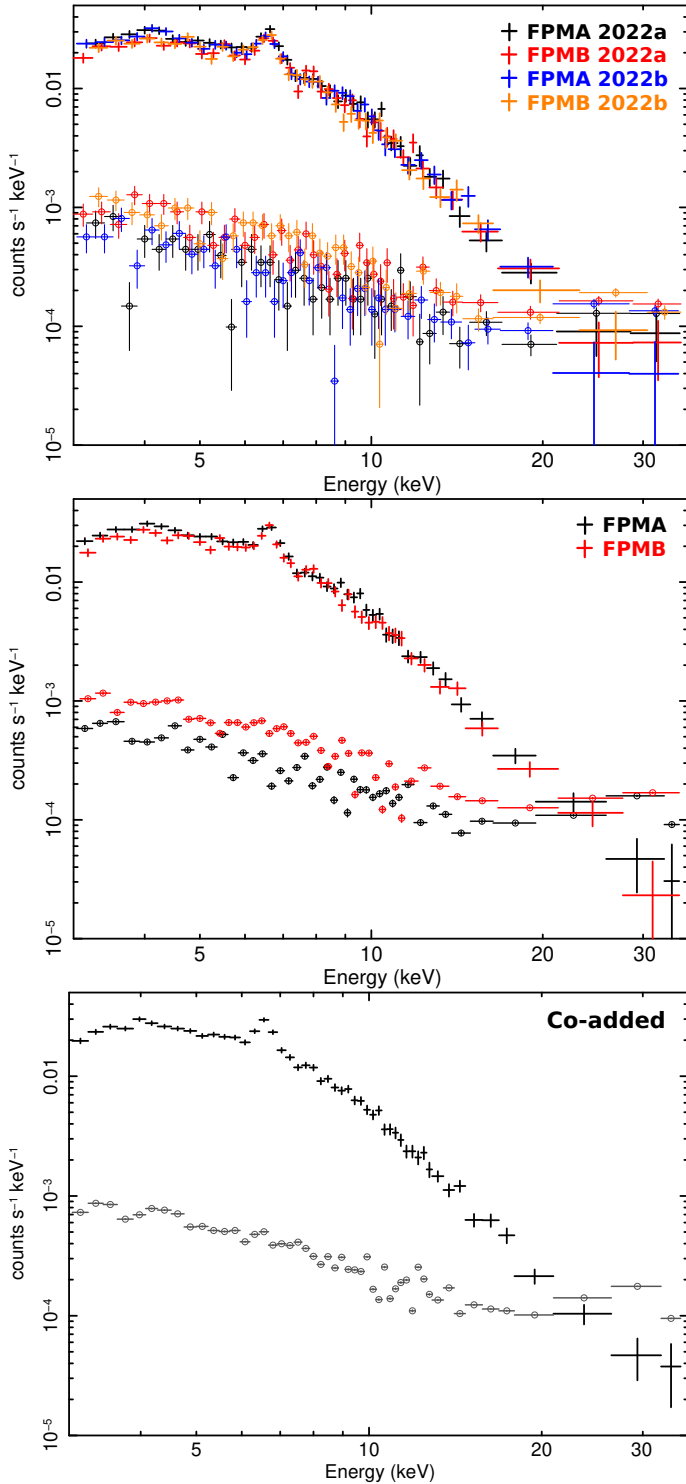 FPMA 2022a
FPMB 2022a
FPMA 2022b
FPMB 2022b
0.01
10⁻³
10⁻⁴
10⁻⁵
counts s⁻¹ keV⁻¹
5 10 20 30
Energy (keV)
FPMA
FPMB
0.01
10⁻³
10⁻⁴
10⁻⁵
counts s⁻¹ keV⁻¹
5 10 20 30
Energy (keV)
Co-added
0.01
10⁻³
10⁻⁴
10⁻⁵
counts s⁻¹ keV⁻¹
5 10 20 30
Energy (keV)